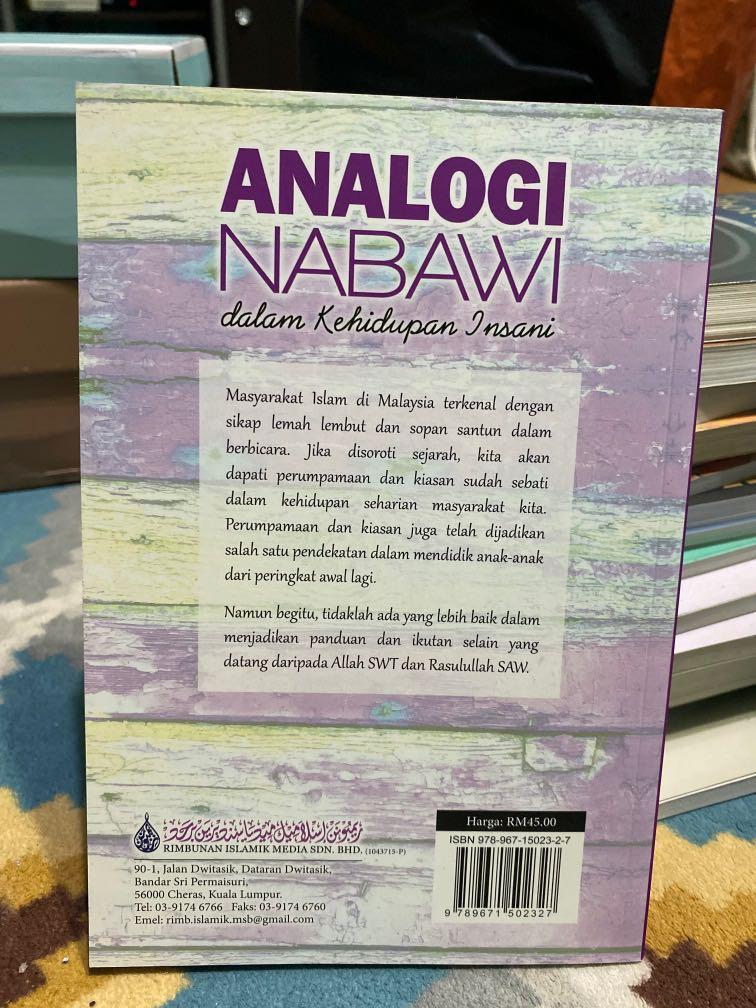 ANALOGI
NABAWI
dalam Kehidupan Insani
Masyarakat Islam di Malaysia terkenal dengan
sikap lemah lembut dan sopan santun dalam
berbicara. Jika disoroti sejarah, kita akan
dapati perumpamaan dan kiasan sudah sebati
dalam kehidupan seharian masyarakat kita.
Perumpamaan dan kiasan juga telah dijadikan
salah satu pendekatan dalam mendidik anak-anak
dari peringkat awal lagi.
Namun begitu, tidaklah ada yang lebih baik dalam
menjadikan panduan dan ikutan selain yang
datang daripada Allah SWT dan Rasulullah SAW.
RIMBUNAN ISLAMIK MEDIA SDN. BHD. (1043715-P)
90-1, Jalan Dwitasik, Dataran Dwitasik,
Bandar Sri Permaisuri,
56000 Cheras, Kuala Lumpur.
Tel: 03-9174 6766 Faks: 03-9174 6760
Emel: rimb.islamik.msb@gmail.com
Harga: RM45.00
ISBN 978-967-15023-2-7
9 789671 502327